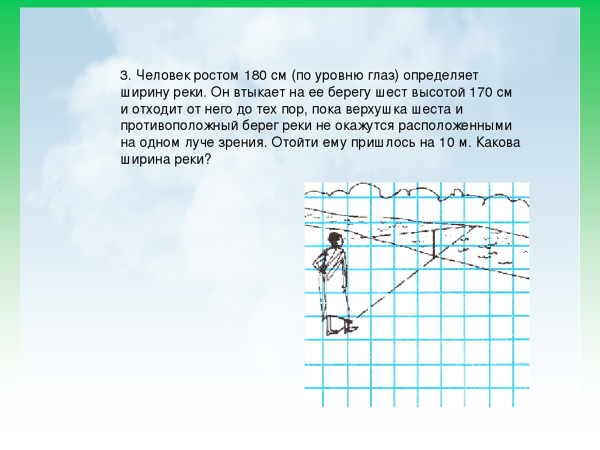 3. Человек ростом 180 см (по уровню глаз) определяет
ширину реки. Он втыкает на ее берегу шест высотой 170 см
и отходит от него до тех пор, пока верхушка шеста и
противоположный берег реки не окажутся расположенными
на одном луче зрения. Отойти ему пришлось на 10 м. Какова
ширина реки?